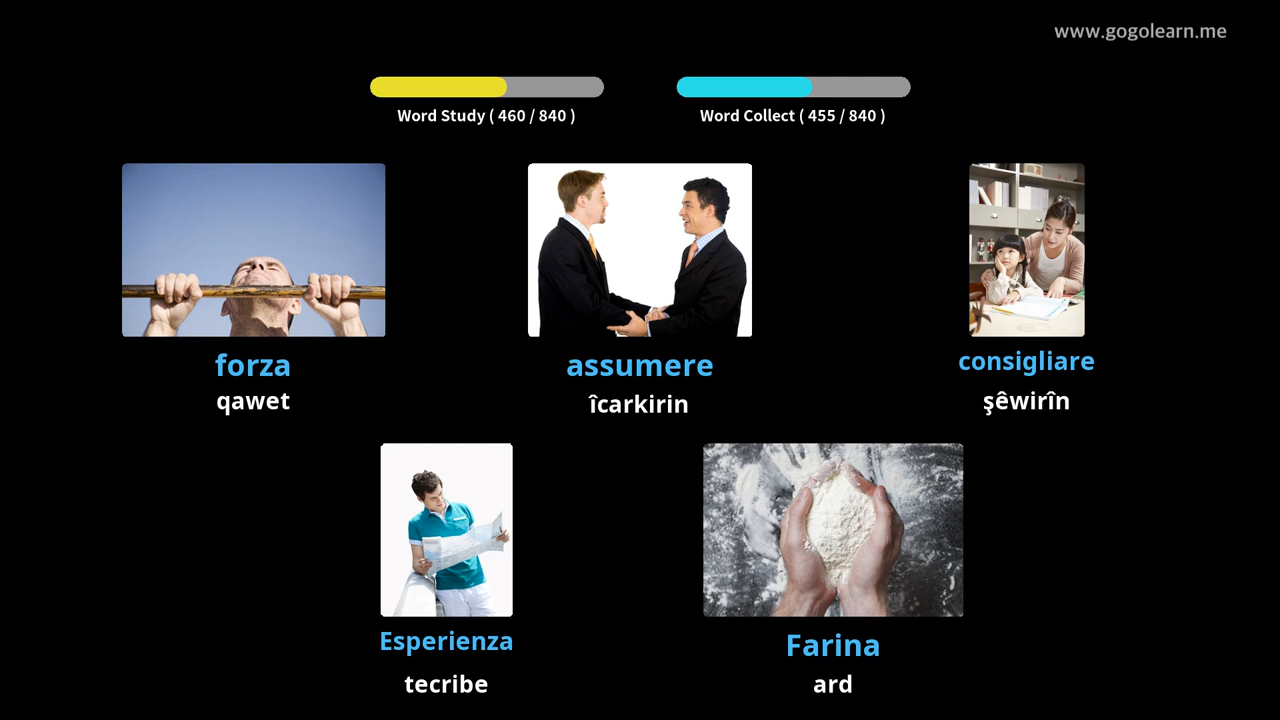 www.gogolearn.me
Word Study ( 460 / 840 )
Word Collect ( 455 / 840 )
forza
qawet
assumere
îcarkirin
consigliare
şêwirîn
Esperienza
tecribe
Farina
ard